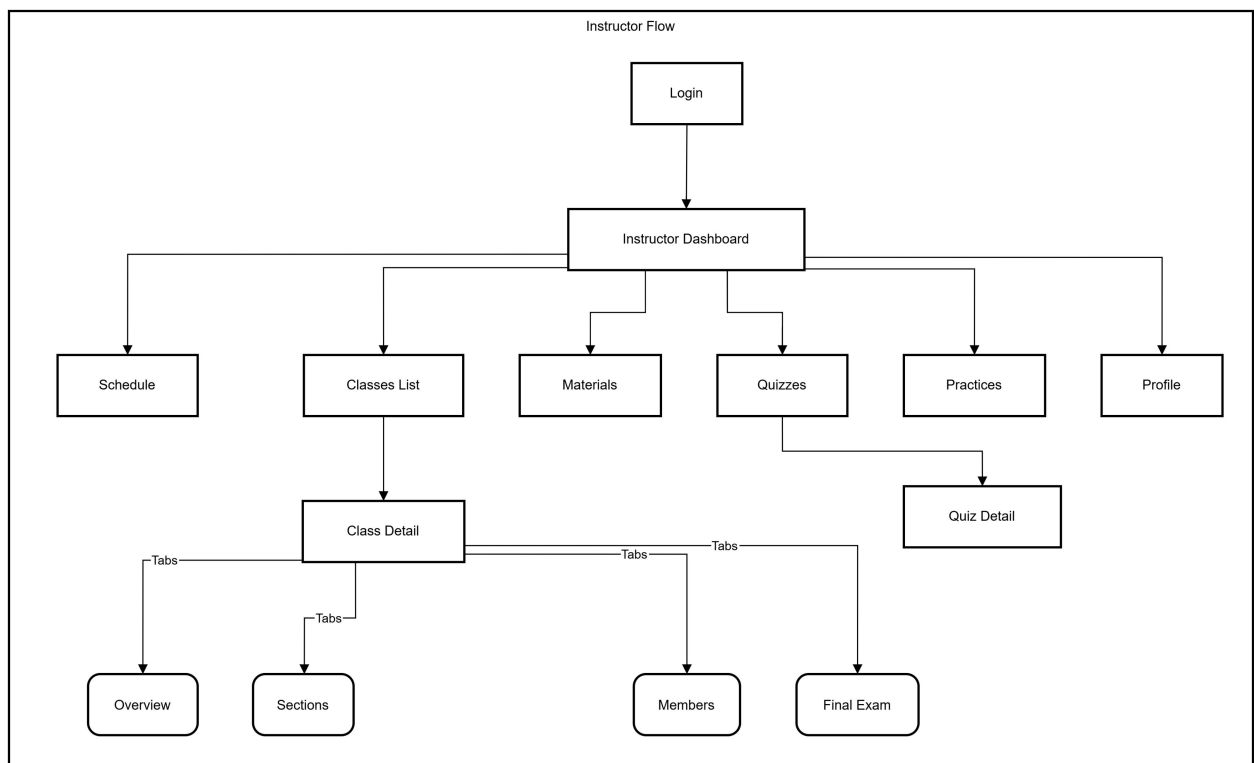 Instructor Flow
Login
Instructor Dashboard
Schedule
Classes List
Materials
Quizzes
Practices
Profile
Class Detail
Quiz Detail
Tabs
Tabs
Tabs
Tabs
Overview
Sections
Members
Final Exam